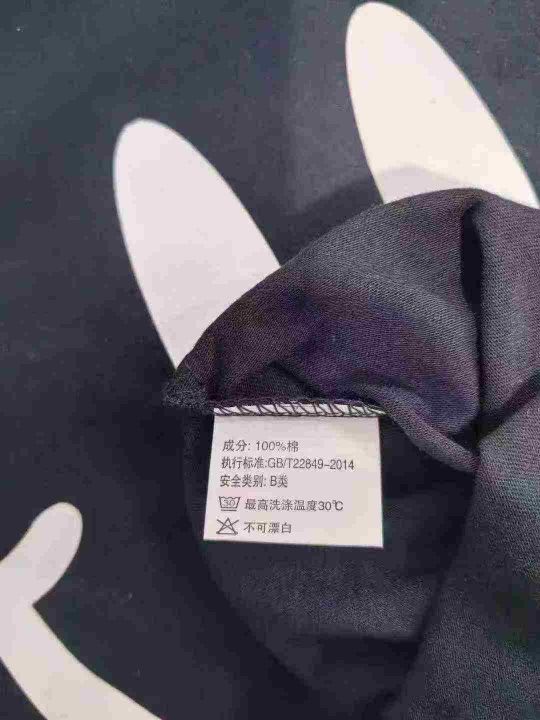 成分: 100%棉
执行标准:GB/T22849-2014
安全类别: B类
30 最高洗涤温度30℃
不可漂白